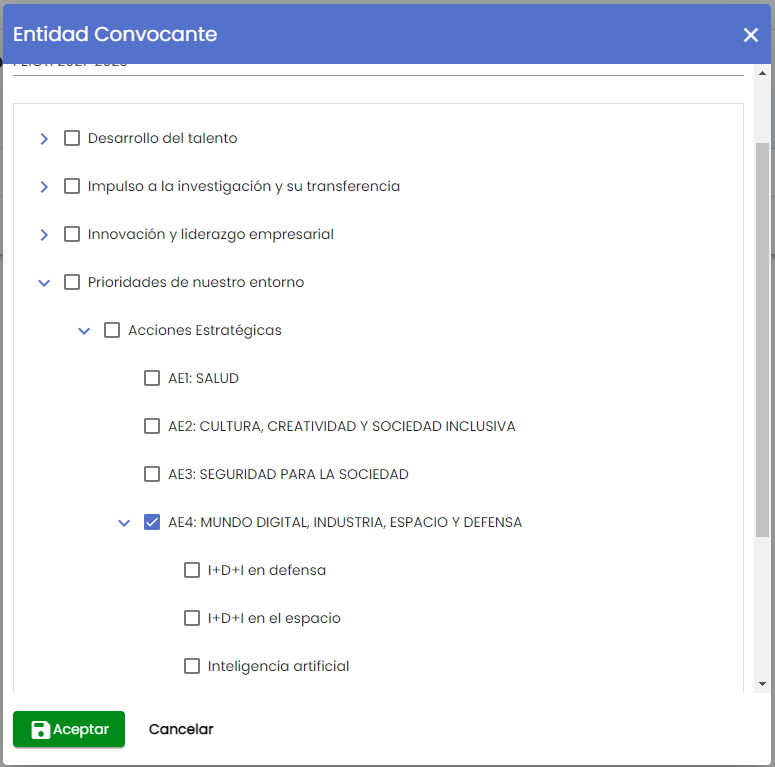 Entidad Convocante
Desarrollo del talento
Impulso a la investigación y su transferencia
Innovación y liderazgo empresarial
Prioridades de nuestro entorno
Acciones Estratégicas
AE1: SALUD
AE2: CULTURA, CREATIVIDAD Y SOCIEDAD INCLUSIVA
AE3: SEGURIDAD PARA LA SOCIEDAD
AE4: MUNDO DIGITAL, INDUSTRIA, ESPACIO Y DEFENSA
I+D+I en defensa
I+D+I en el espacio
Inteligencia artificial
Aceptar
Cancelar